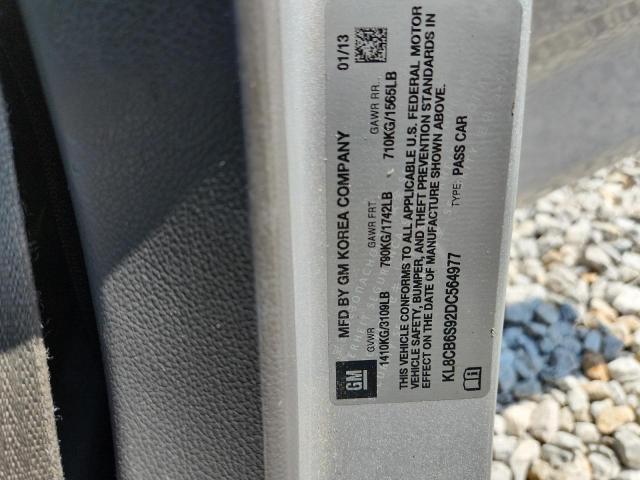 MFD BY GM KOREA COMPANY 01/13
GVWR GAWR FRT. GAWR RR.
1410KG/3109LB 790KG/1742LB 710KG/1565LB
GM
THIS VEHICLE CONFORMS TO ALL APPLICABLE U.S. FEDERAL MOTOR
VEHICLE SAFETY, BUMPER, AND THEFT PREVENTION STANDARDS IN
EFFECT ON THE DATE OF MANUFACTURE SHOWN ABOVE.
KL8CB6S92DC564977 TYPE: PASS CAR